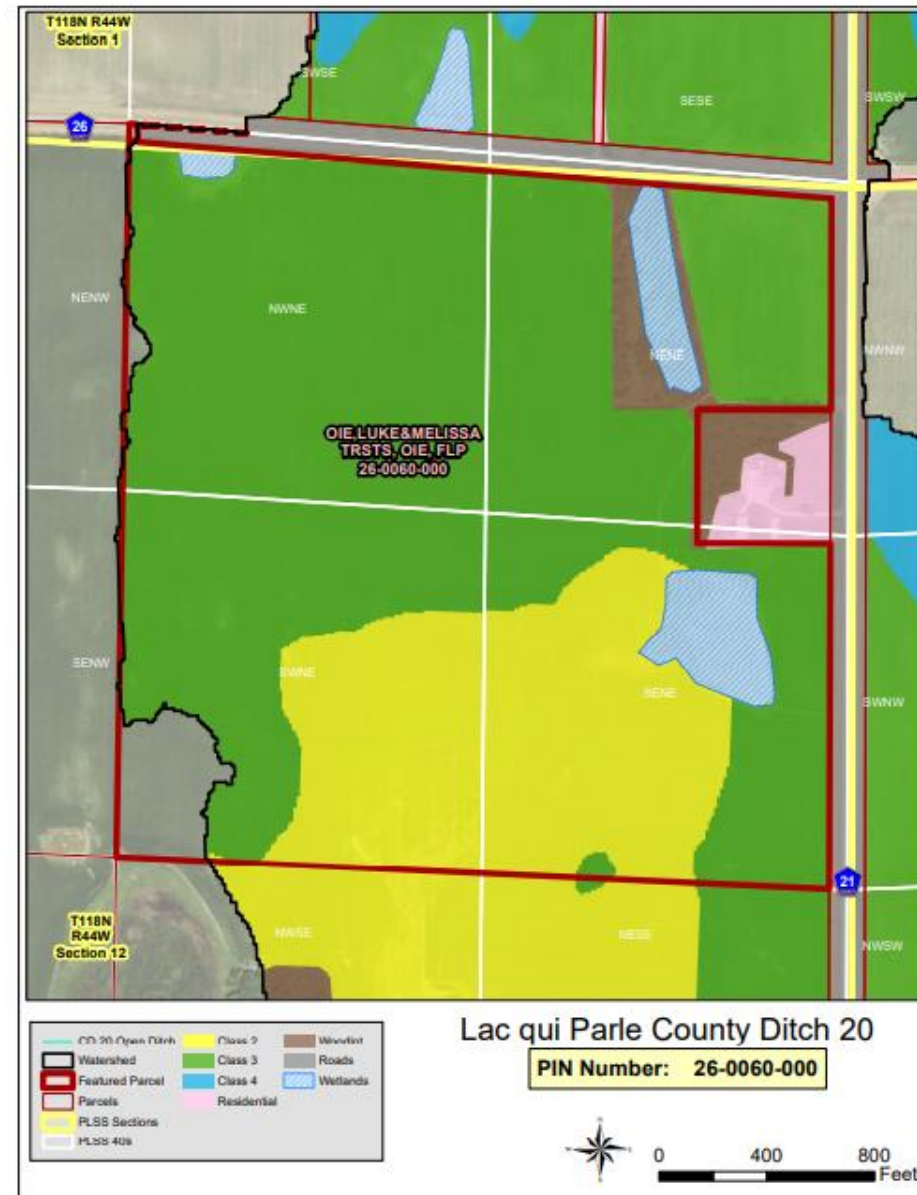 T118N R44W
Section 1
SWSE
SESE
SWSW
26
NENW
NWNE
NENE
NWNW
OIE,LUKE&MELISSA
TRSTS, OIE, FLP
26-0060-000
SENW
SWNE
SENE
SWNW
21
T118N
R44W
Section 12
NWSE
NESE
NWSW
CD 20 Open Ditch
Watershed
Featured Parcel
Parcels
PLSS Sections
PLSS 40s
Class 2
Class 3
Class 4
Residential
Woodlot
Roads
Wetlands
Lac qui Parle County Ditch 20
PIN Number: 26-0060-000
0 400 800
Feet